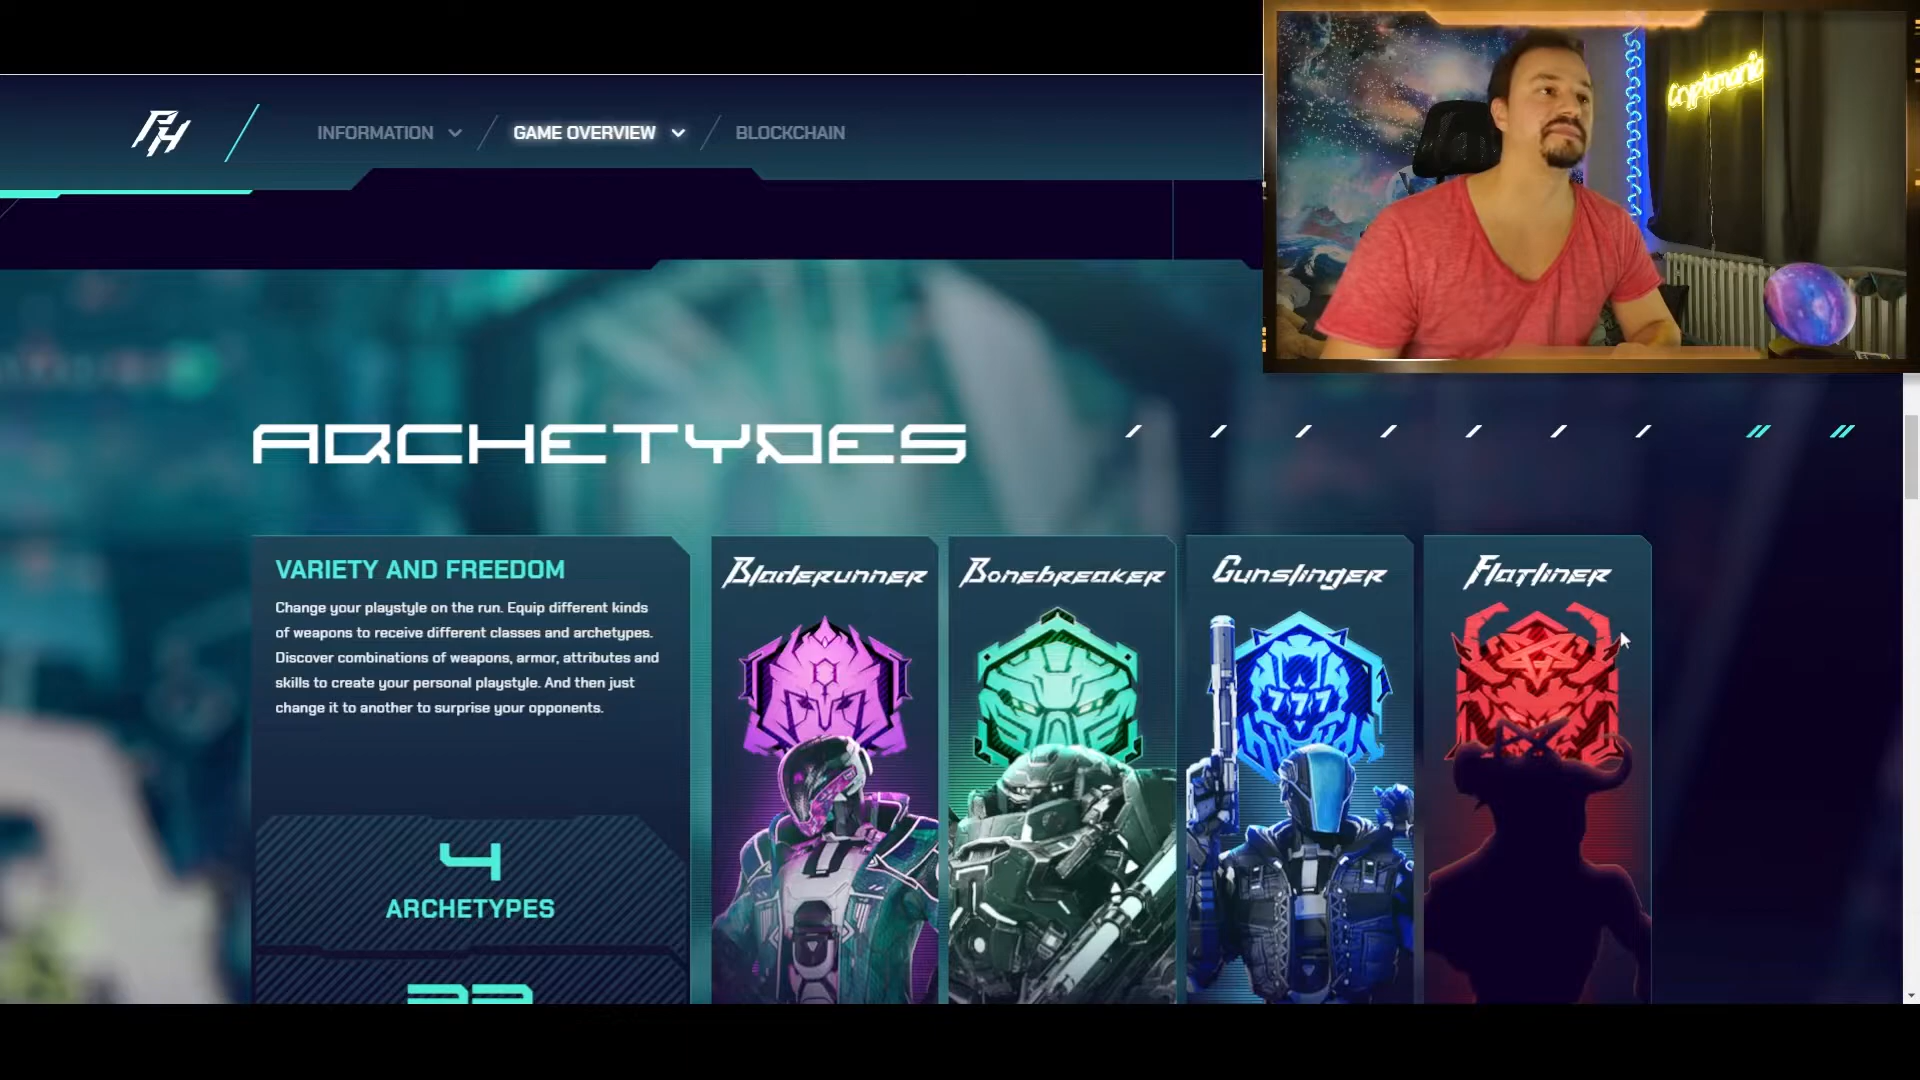 INFORMATION
GAME OVERVIEW
BLOCKCHAIN
Cryptomania
ARCHETYPES
VARIETY AND FREEDOM
Change your playstyle on the run. Equip different kinds
of weapons to receive different classes and archetypes.
Discover combinations of weapons, armor, attributes and
skills to create your personal playstyle. And then just
change it to another to surprise your opponents.
4
ARCHETYPES
Bladerunner
Bonebreaker
Gunslinger
777
Flatliner